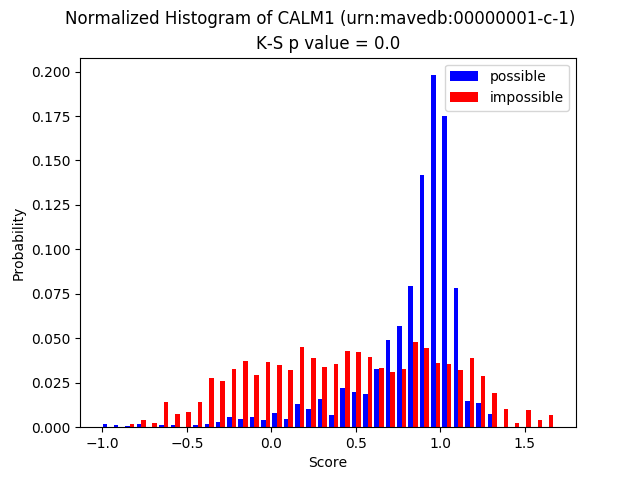 Normalized Histogram of CALM1 (urn:mavedb:00000001-c-1)
K-S p value = 0.0
possible
impossible
0.200
0.175
0.150
0.125
0.100
0.075
0.050
0.025
0.000
Probability
−1.0 −0.5 0.0 0.5 1.0 1.5
Score